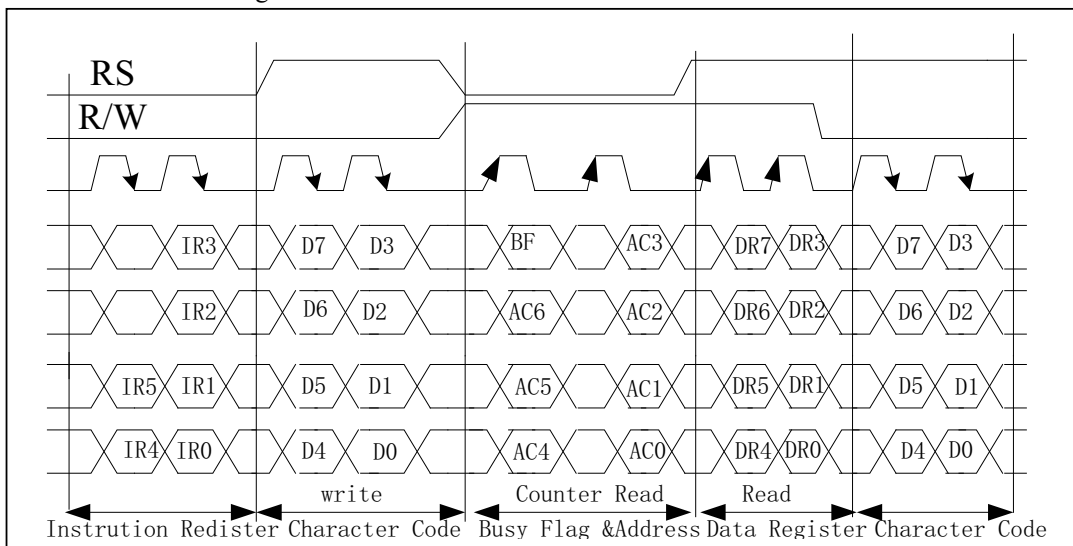 RS
R/W
IR3 D7 D3 BF AC3 DR7 DR3 D7 D3
IR2 D6 D2 AC6 AC2 DR6 DR2 D6 D2
IR5 IR1 D5 D1 AC5 AC1 DR5 DR1 D5 D1
IR4 IR0 D4 D0 AC4 AC0 DR4 DR0 D4 D0
write Counter Read Read
Instrution Redister Character Code Busy Flag &Address Data Register Character Code